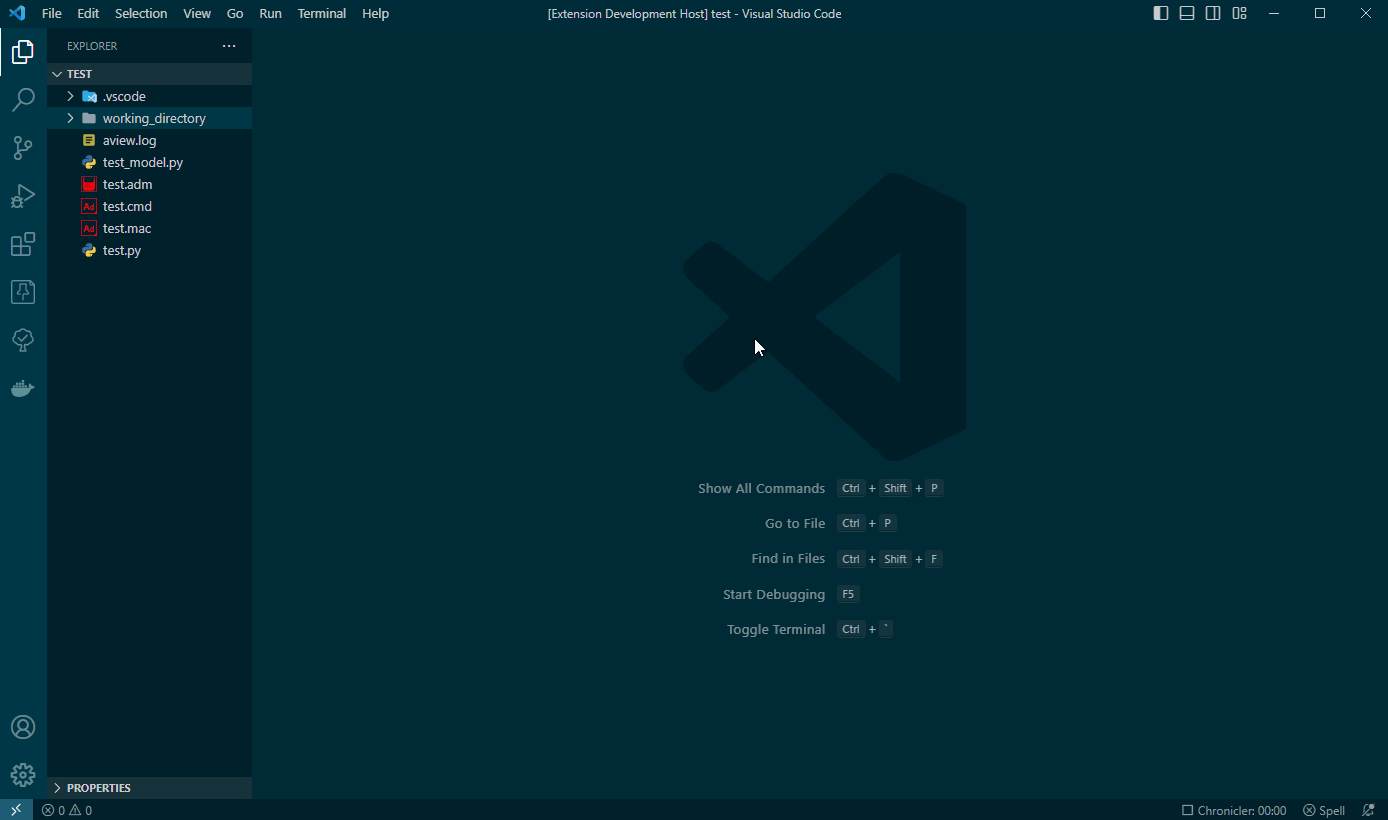 File Edit Selection View Go Run Terminal Help [Extension Development Host] test - Visual Studio Code
EXPLORER ...
TEST
.vscode
working_directory
aview.log
test_model.py
test.adm
Ad test.cmd
Ad test.mac
test.py
Show All Commands Ctrl + Shift + P
Go to File Ctrl + P
Find in Files Ctrl + Shift + F
Start Debugging F5
Toggle Terminal Ctrl + `
PROPERTIES
0 0 Chronicler: 00:00 Spell